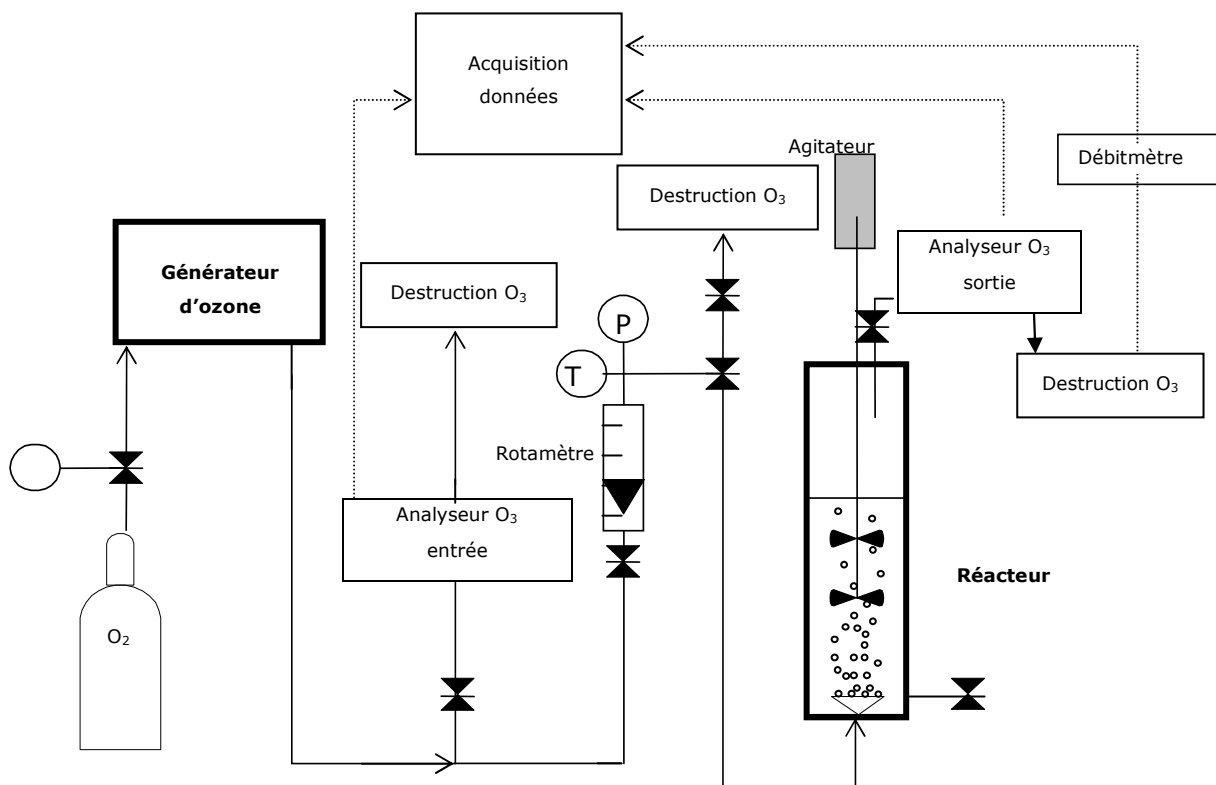 Acquisition
données
Agitateur
Débitmètre
Destruction O₃
Analyseur O₃
sortie
Générateur
d'ozone
Destruction O₃
P
T
Destruction O₃
Rotamètre
Analyseur O₃
entrée
Réacteur
O₂